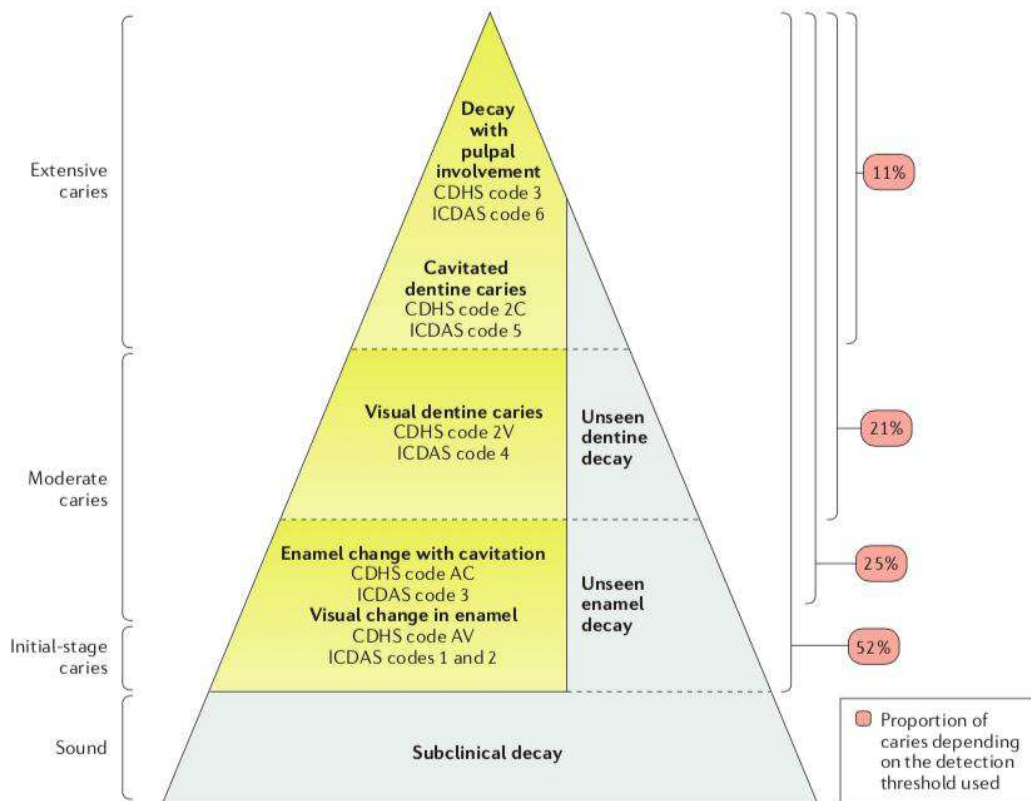 Extensive
caries
Moderate
caries
Initial-stage
caries
Sound
Decay
with
pulpal
involvement
CDHS code 3
ICDAS code 6
Cavitated
dentine caries
CDHS code 2C
ICDAS code 5
Visual dentine caries
CDHS code 2V
ICDAS code 4
Unseen
dentine
decay
Enamel change with cavitation
CDHS code AC
ICDAS code 3
Visual change in enamel
CDHS code AV
ICDAS codes 1 and 2
Unseen
enamel
decay
Subclinical decay
11%
21%
25%
52%
Proportion of
caries depending
on the detection
threshold used